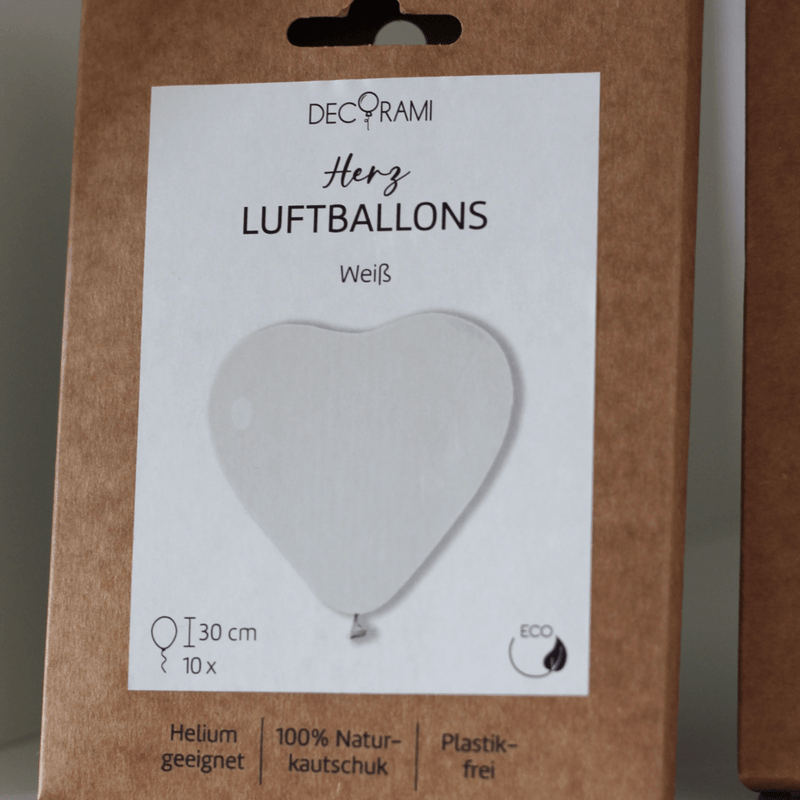 DECORAMI
Herz
LUFTBALLONS
Weiß
30 cm
10 x
ECO
Helium
geeignet
100% Natur-
kautschuk
Plastik-
frei